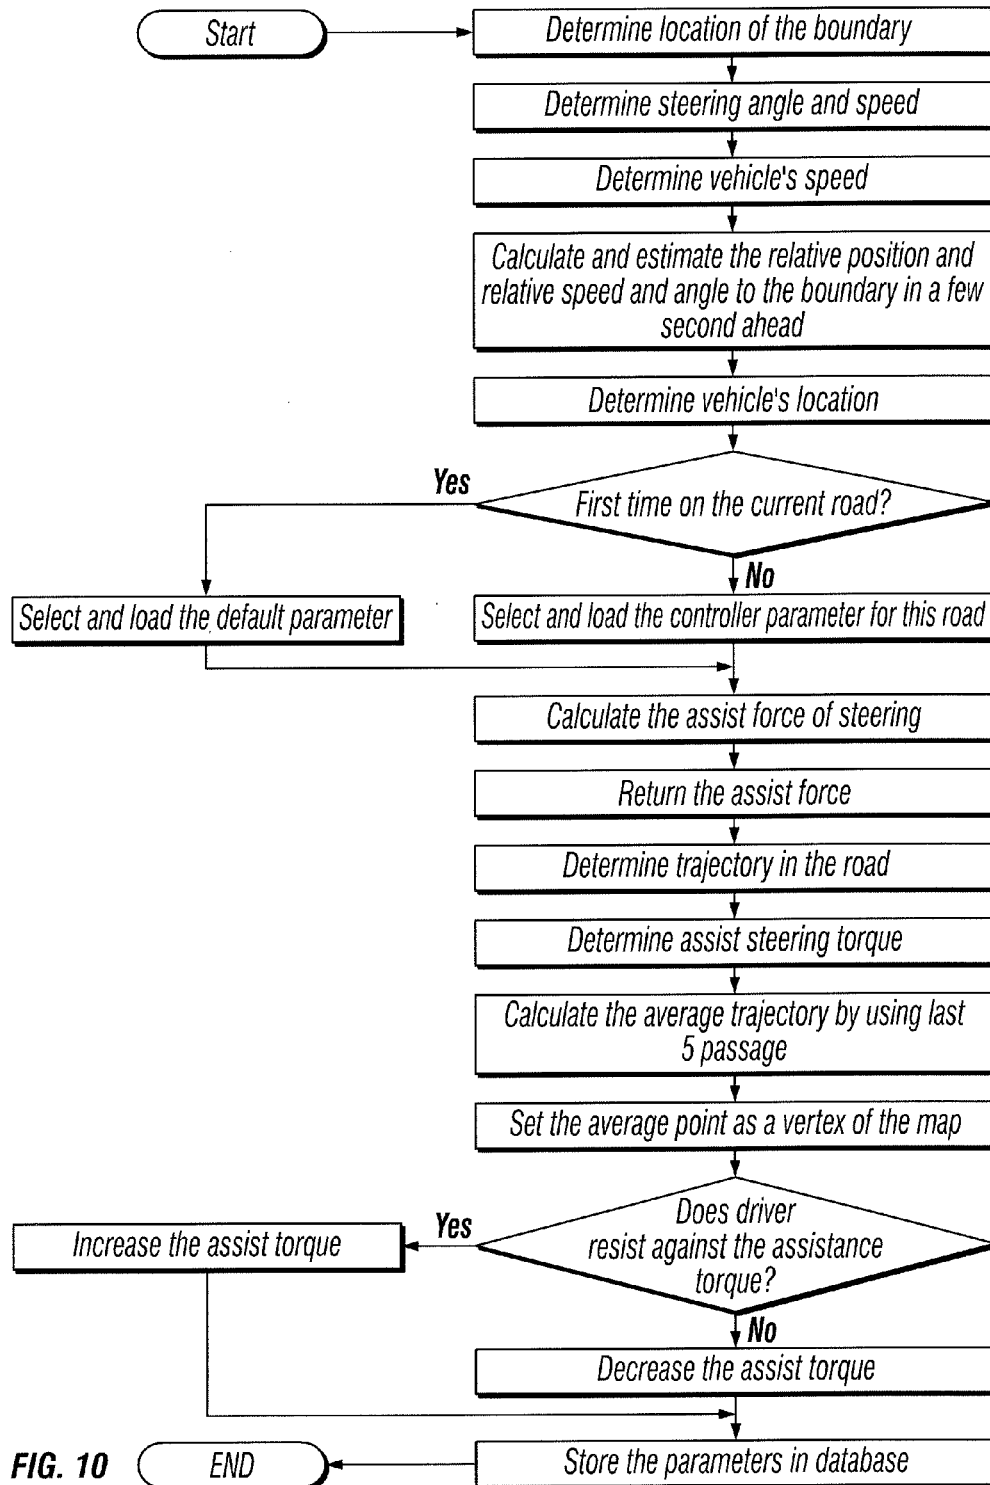 Start
Determine location of the boundary
Determine steering angle and speed
Determine vehicle's speed
Calculate and estimate the relative position and
relative speed and angle to the boundary in a few
second ahead
Determine vehicle's location
First time on the current road?
Yes
No
Select and load the default parameter
Select and load the controller parameter for this road
Calculate the assist force of steering
Return the assist force
Determine trajectory in the road
Determine assist steering torque
Calculate the average trajectory by using last
5 passage
Set the average point as a vertex of the map
Does driver
resist against the assistance
torque?
Yes
Increase the assist torque
No
Decrease the assist torque
Store the parameters in database
END
FIG. 10